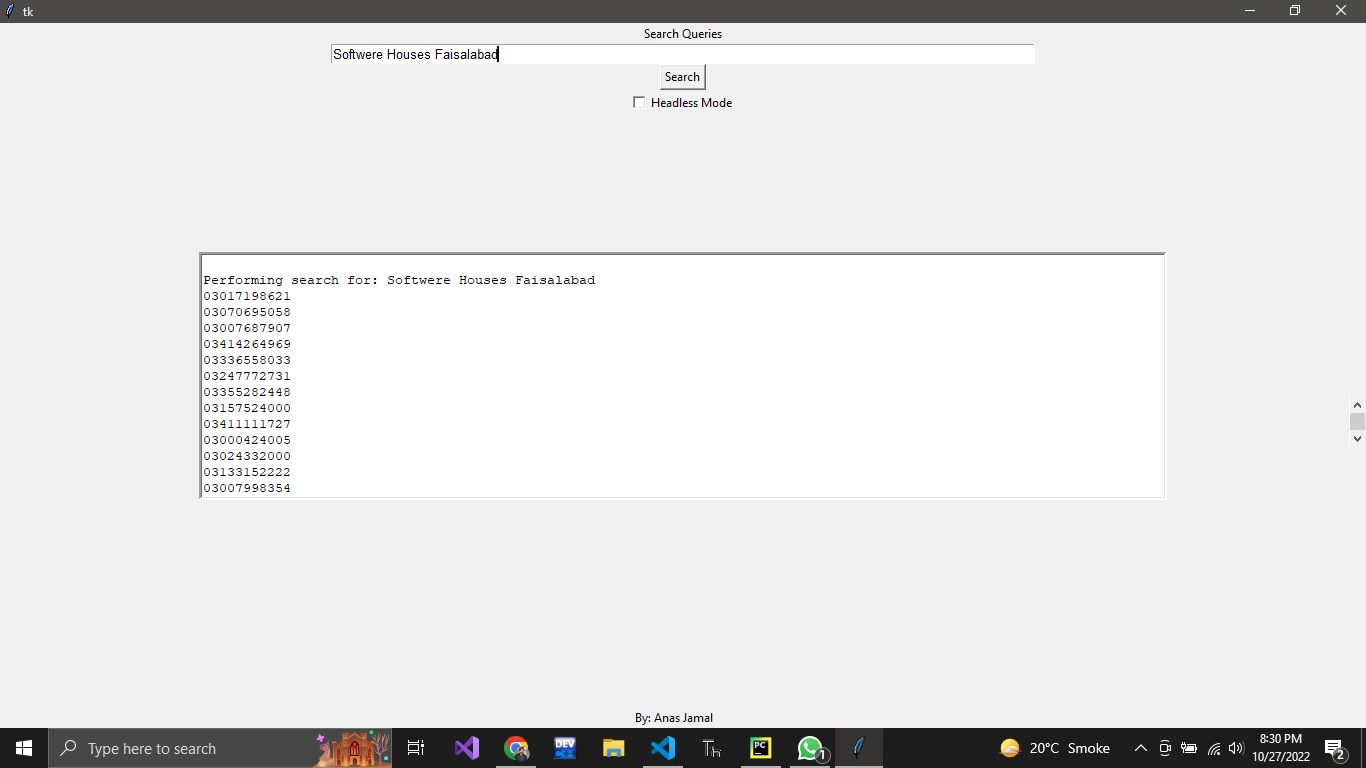 tk
Search Queries
Softwere Houses Faisalabad
Search
Headless Mode
Performing search for: Softwere Houses Faisalabad
03017198621
03070695058
03007687907
03414264969
03336558033
03247772731
03355282448
03157524000
03411111727
03000424005
03024332000
03133152222
03007998354
By: Anas Jamal
Type here to search
DEV
Th
PC
1
20°C Smoke
8:30 PM
10/27/2022
2